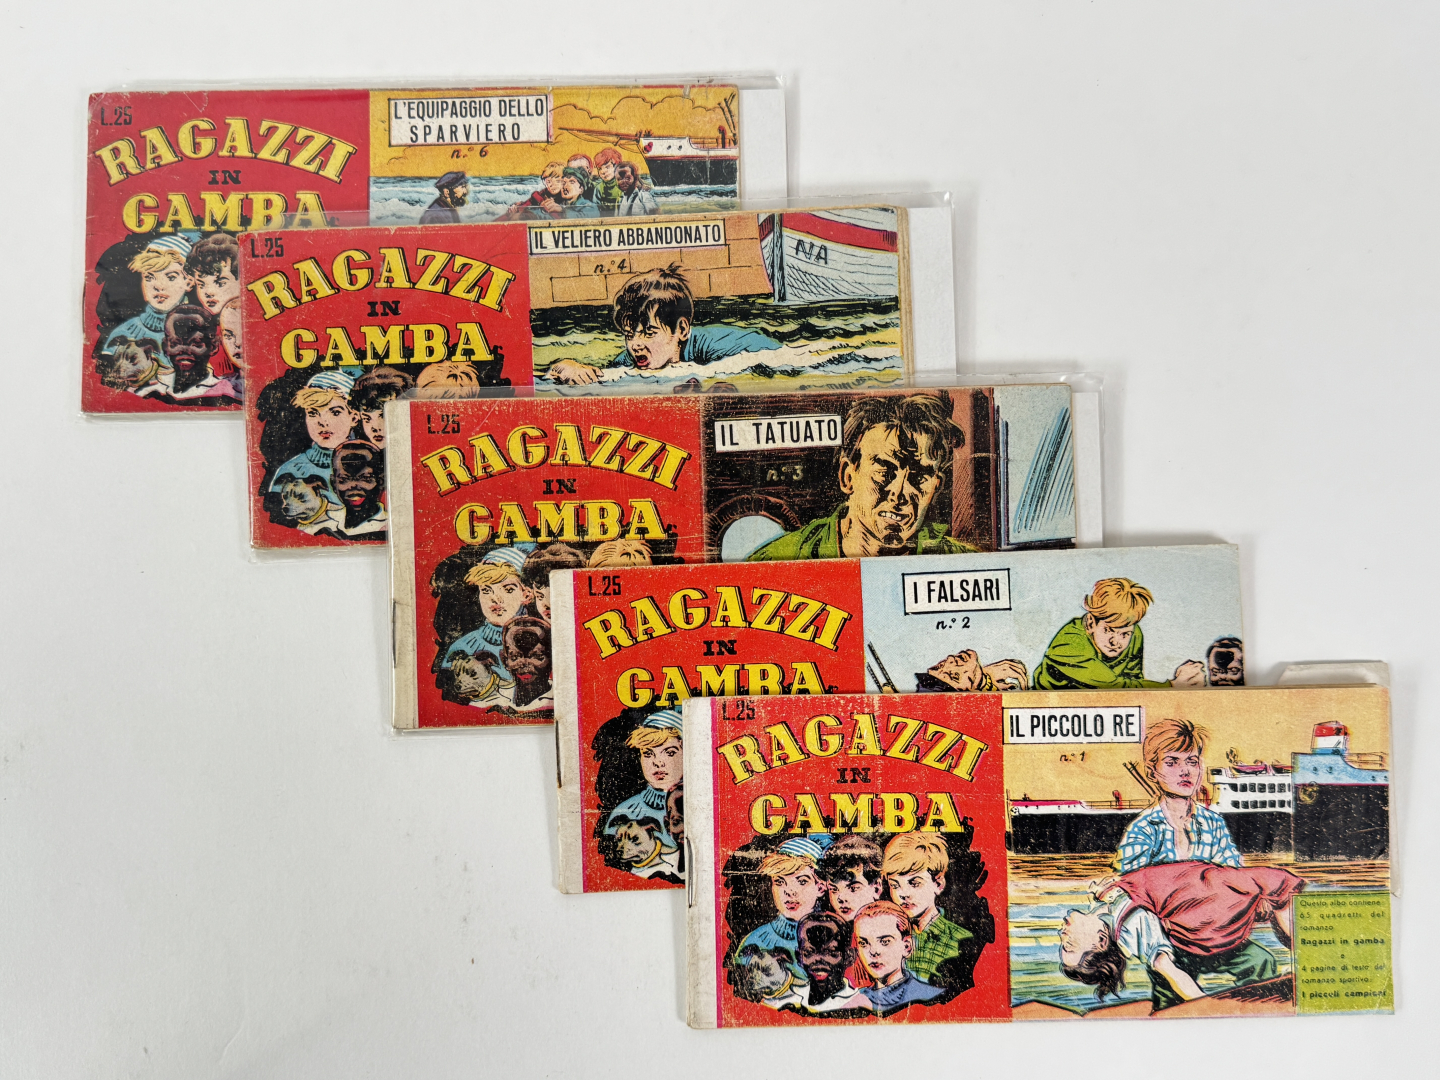 L.25
RAGAZZI
IN
GAMBA
L'EQUIPAGGIO DELLO
SPARVIERO
n.º 6
L.25
RAGAZZI
IN
GAMBA
IL VELIERO ABBANDONATO
n.º 4
NA
L.25
RAGAZZI
IN
GAMBA
IL TATUATO
n.º 3
L.25
RAGAZZI
IN
GAMBA
I FALSARI
n.º 2
L.25
RAGAZZI
IN
GAMBA
IL PICCOLO RE
n.º 1
Questo albo contiene:
65 quadretti del
romanzo
Ragazzi in gamba
e
4 pagine di testo del
romanzo sportivo:
I piccoli campioni